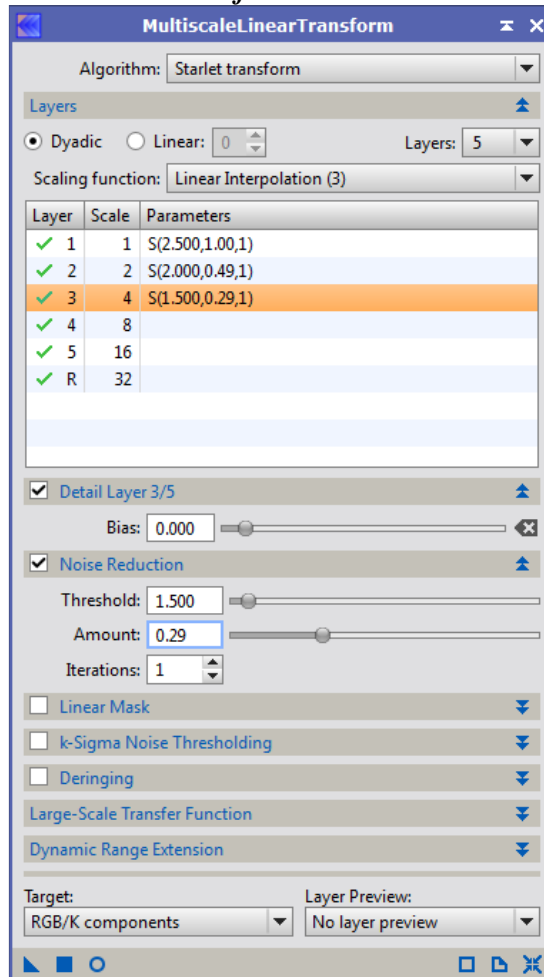 MultiscaleLinearTransform
Algorithm: Starlet transform
Layers
Dyadic Linear: 0 Layers: 5
Scaling function: Linear Interpolation (3)
Layer Scale Parameters
1 1 S(2.500,1.00,1)
2 2 S(2.000,0.49,1)
3 4 S(1.500,0.29,1)
4 8
5 16
R 32
Detail Layer 3/5
Bias: 0.000
Noise Reduction
Threshold: 1.500
Amount: 0.29
Iterations: 1
Linear Mask
k-Sigma Noise Thresholding
Deringing
Large-Scale Transfer Function
Dynamic Range Extension
Target: Layer Preview:
RGB/K components No layer preview